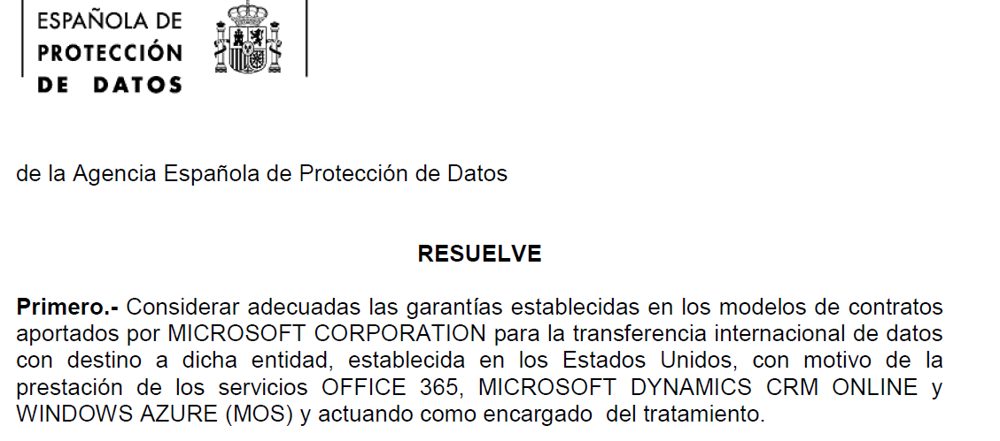 ESPAÑOLA DE
PROTECCIÓN
DE DATOS
de la Agencia Española de Protección de Datos
RESUELVE
Primero.- Considerar adecuadas las garantías establecidas en los modelos de contratos
aportados por MICROSOFT CORPORATION para la transferencia internacional de datos
con destino a dicha entidad, establecida en los Estados Unidos, con motivo de la
prestación de los servicios OFFICE 365, MICROSOFT DYNAMICS CRM ONLINE y
WINDOWS AZURE (MOS) y actuando como encargado  del tratamiento.